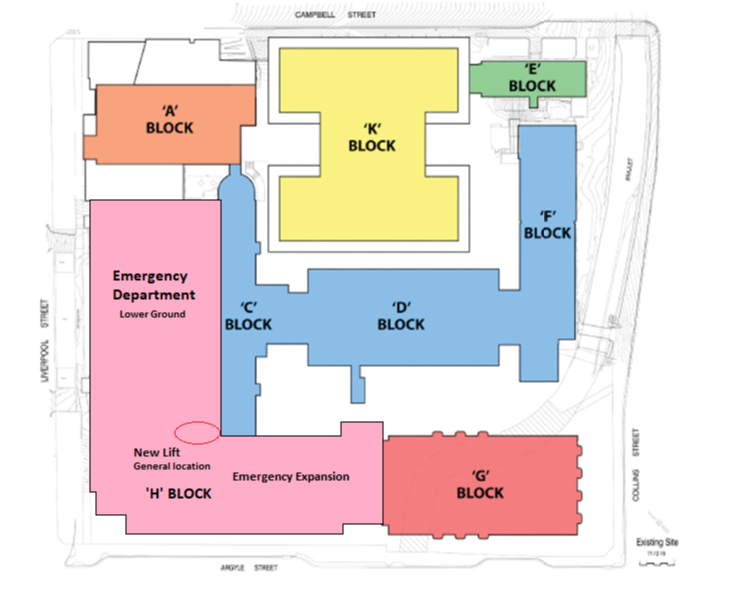 CAMPBELL STREET
'E'
BLOCK
'A'
BLOCK
'K'
BLOCK
'F'
BLOCK
Emergency
Department
Lower Ground
'C'
BLOCK
'D'
BLOCK
LIVERPOOL STREET
New Lift
General location
'H' BLOCK
Emergency Expansion
'G'
BLOCK
COLLINS STREET
Existing Site
ARGYLE STREET